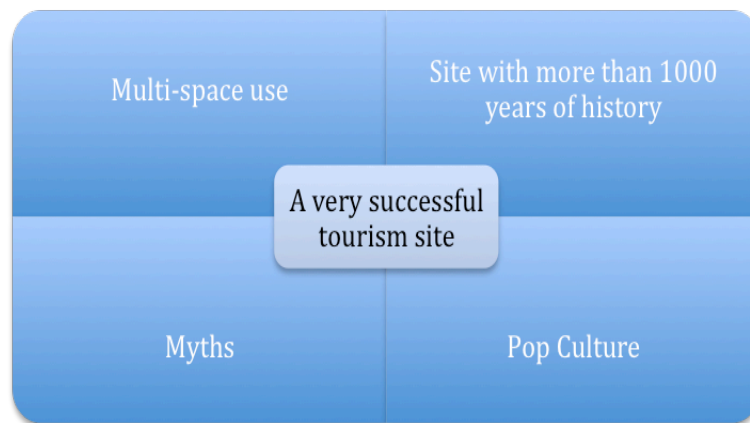 Multi-space use
Site with more than 1000
years of history
A very successful
tourism site
Myths
Pop Culture